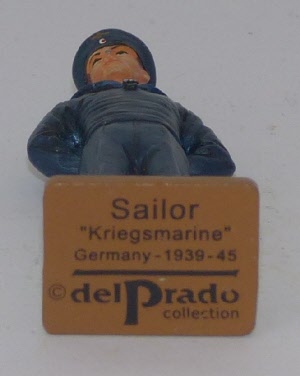 Sailor
"Kriegsmarine"
Germany - 1939 - 45
© delPrado
collection